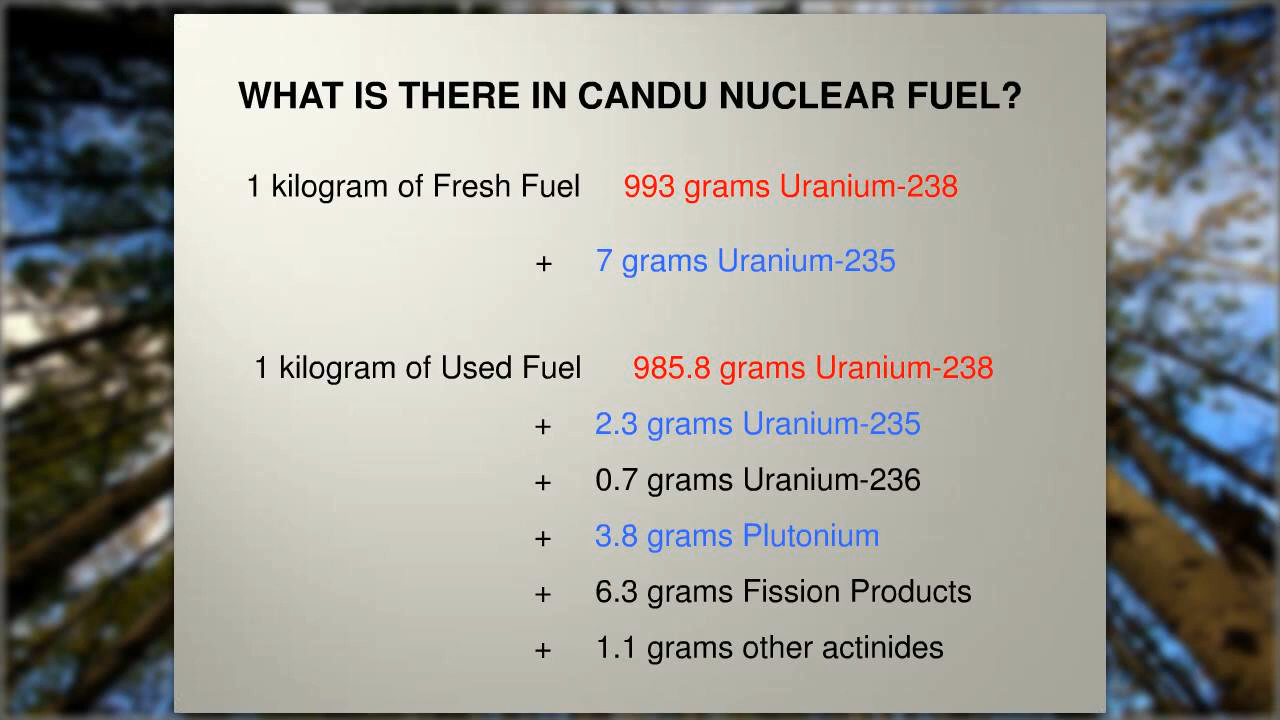 WHAT IS THERE IN CANDU NUCLEAR FUEL?
1 kilogram of Fresh Fuel 993 grams Uranium-238
+ 7 grams Uranium-235
1 kilogram of Used Fuel 985.8 grams Uranium-238
+ 2.3 grams Uranium-235
+ 0.7 grams Uranium-236
+ 3.8 grams Plutonium
+ 6.3 grams Fission Products
+ 1.1 grams other actinides